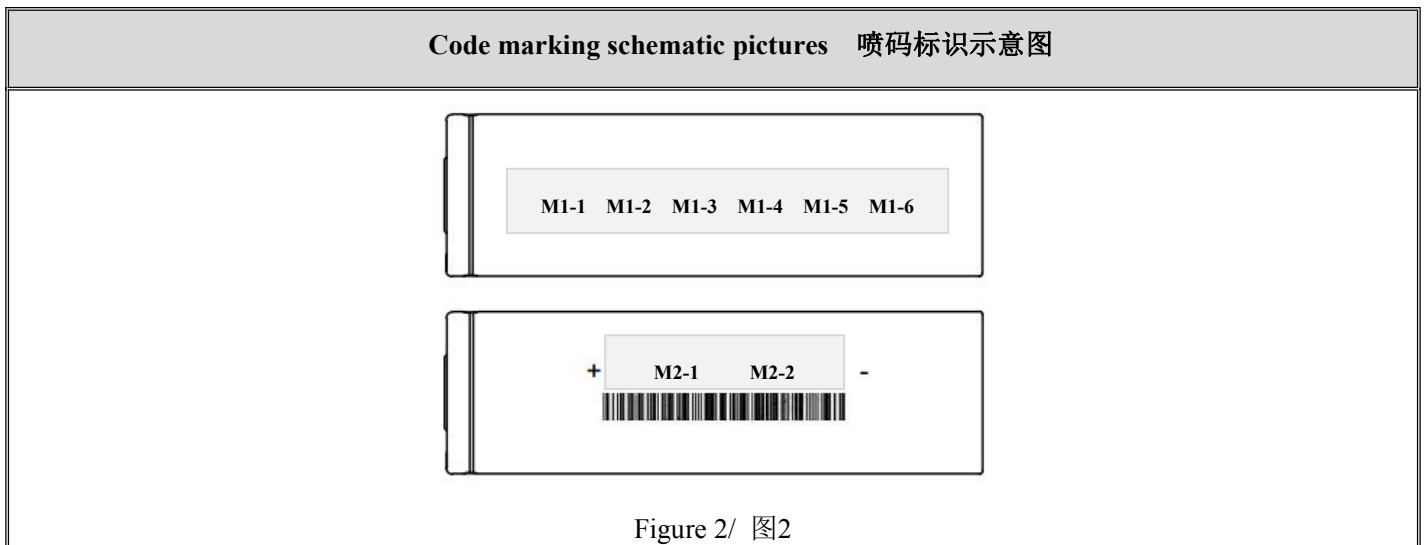 Code marking schematic pictures 喷码标识示意图
M1-1 M1-2 M1-3 M1-4 M1-5 M1-6
+ M2-1 M2-2 -
Figure 2/ 图2